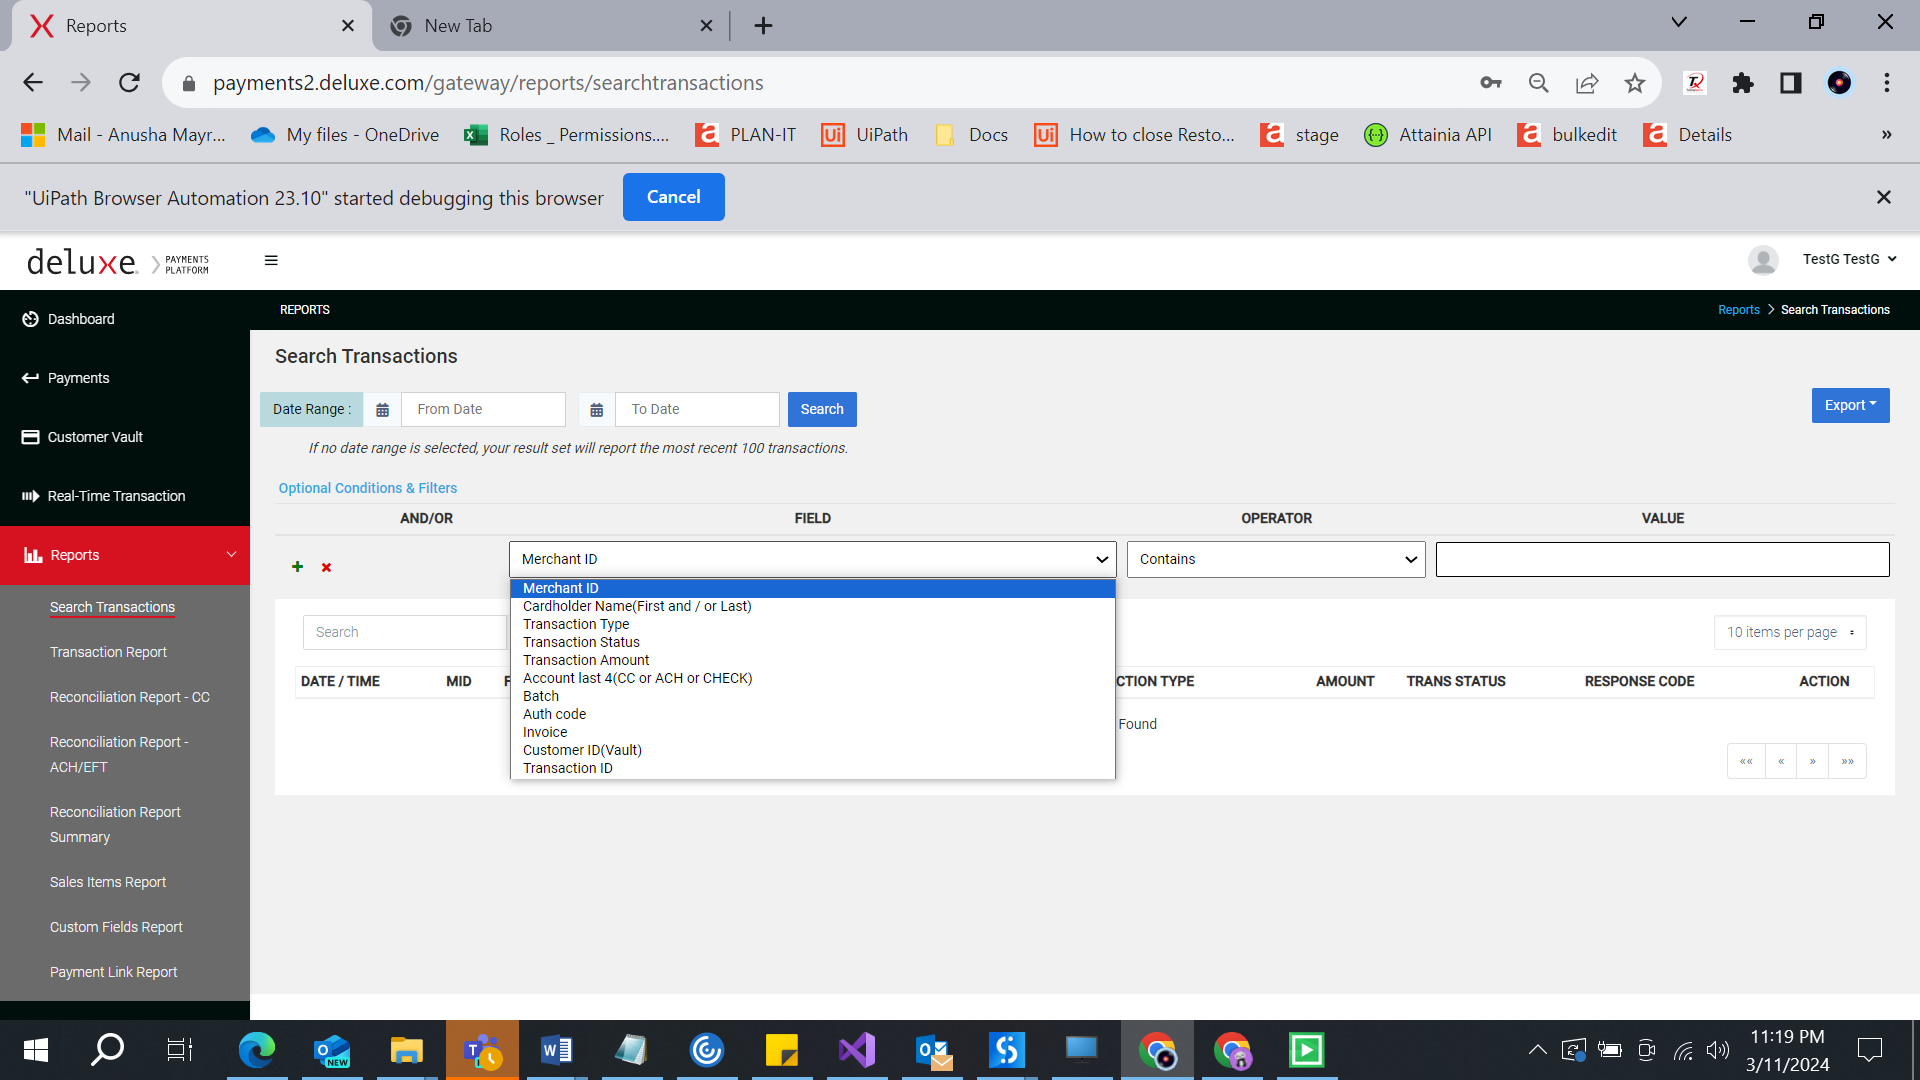 Reports
New Tab
payments2.deluxe.com/gateway/reports/searchtransactions
Mail - Anusha Mayr...
My files - OneDrive
Roles _ Permissions....
PLAN-IT
UiPath
Docs
How to close Resto...
stage
Attainia API
bulkedit
Details
»
"UiPath Browser Automation 23.10" started debugging this browser
Cancel
deluxe.
PAYMENTS
PLATFORM
TestG TestG
Dashboard
Payments
Customer Vault
Real-Time Transaction
Reports
Search Transactions
Transaction Report
Reconciliation Report - CC
Reconciliation Report -
ACH/EFT
Reconciliation Report
Summary
Sales Items Report
Custom Fields Report
Payment Link Report
REPORTS
Reports > Search Transactions
Search Transactions
Date Range :
From Date
To Date
Search
Export
If no date range is selected, your result set will report the most recent 100 transactions.
Optional Conditions & Filters
AND/OR
FIELD
OPERATOR
VALUE
Merchant ID
Contains
Merchant ID
Cardholder Name(First and / or Last)
Transaction Type
Transaction Status
Transaction Amount
Account last 4(CC or ACH or CHECK)
Batch
Auth code
Invoice
Customer ID(Vault)
Transaction ID
Search
10 items per page
DATE / TIME
MID
F
CTION TYPE
AMOUNT
TRANS STATUS
RESPONSE CODE
ACTION
Found
««
«
»
»»
NEW
11:19 PM
3/11/2024